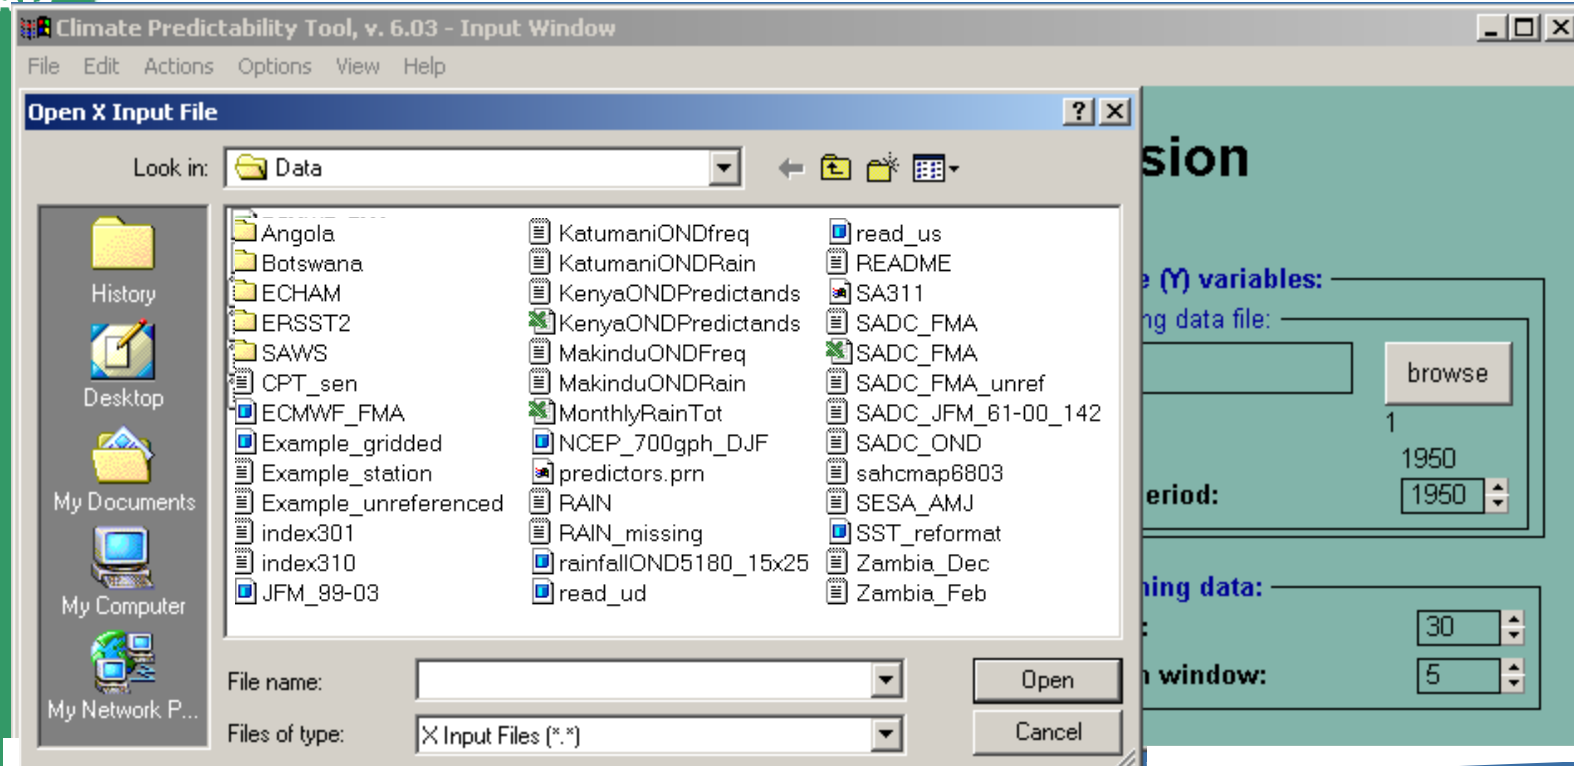 Climate Predictability Tool, v. 6.03 - Input Window
File Edit Actions Options View Help
Open X Input File
Look in: Data
History
Desktop
My Documents
My Computer
My Network P...
Angola
Botswana
ECHAM
ERSST2
SAWS
CPT_sen
ECMWF_FMA
Example_gridded
Example_station
Example_unreferenced
index301
index310
JFM_99-03
KatumaniONDfreq
KatumaniONDRain
KenyaONDPredictands
KenyaONDPredictands
MakinduONDFreq
MakinduONDRain
MonthlyRainTot
NCEP_700gph_DJF
predictors.prn
RAIN
RAIN_missing
rainfallOND5180_15x25
read_ud
read_us
README
SA311
SADC_FMA
SADC_FMA
SADC_FMA_unref
SADC_JFM_61-00_142
SADC_OND
sahcmap6803
SESA_AMJ
SST_reformat
Zambia_Dec
Zambia_Feb
File name:
Open
Files of type: X Input Files (*.*)
Cancel
sion
(Y) variables:
ng data file:
browse
1
1950
eriod: 1950
ning data:
: 30
window: 5